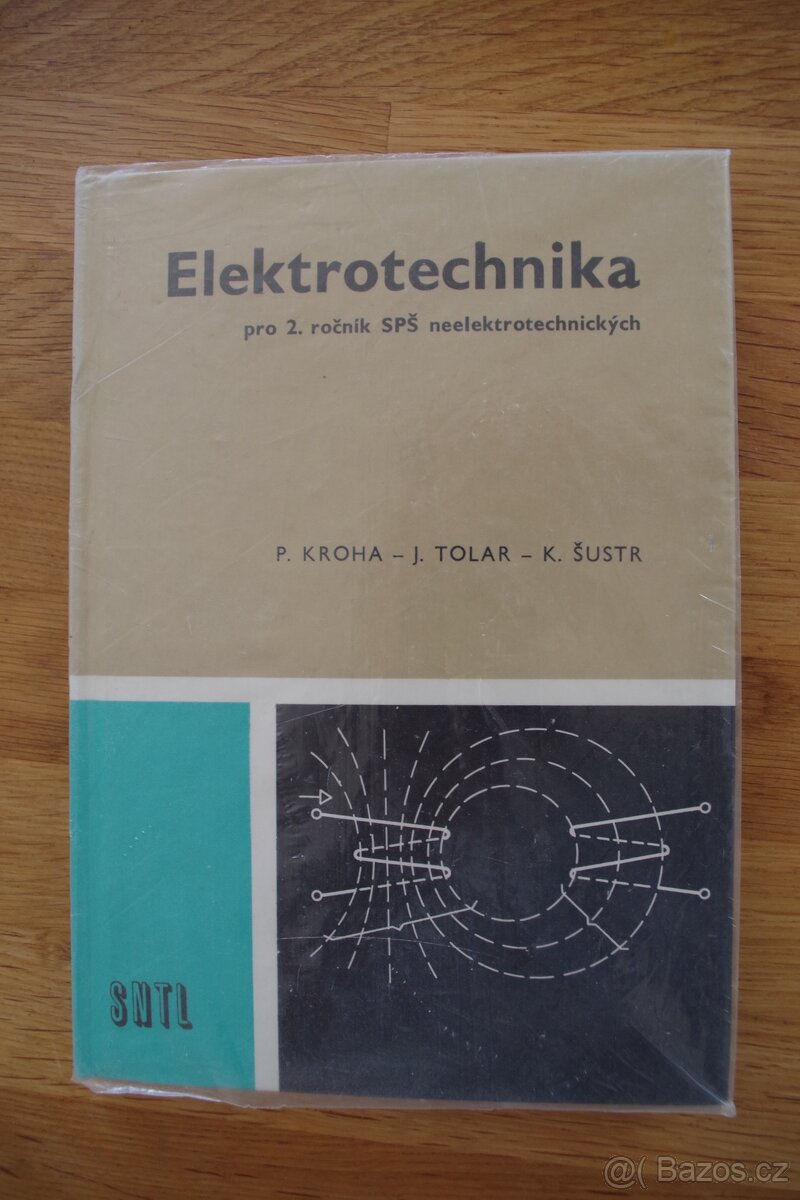 Elektrotechnika
pro 2. ročník SPŠ neelektrotechnických
P. KROHA – J. TOLAR – K. ŠUSTR
SNTL
@( Bazos.cz